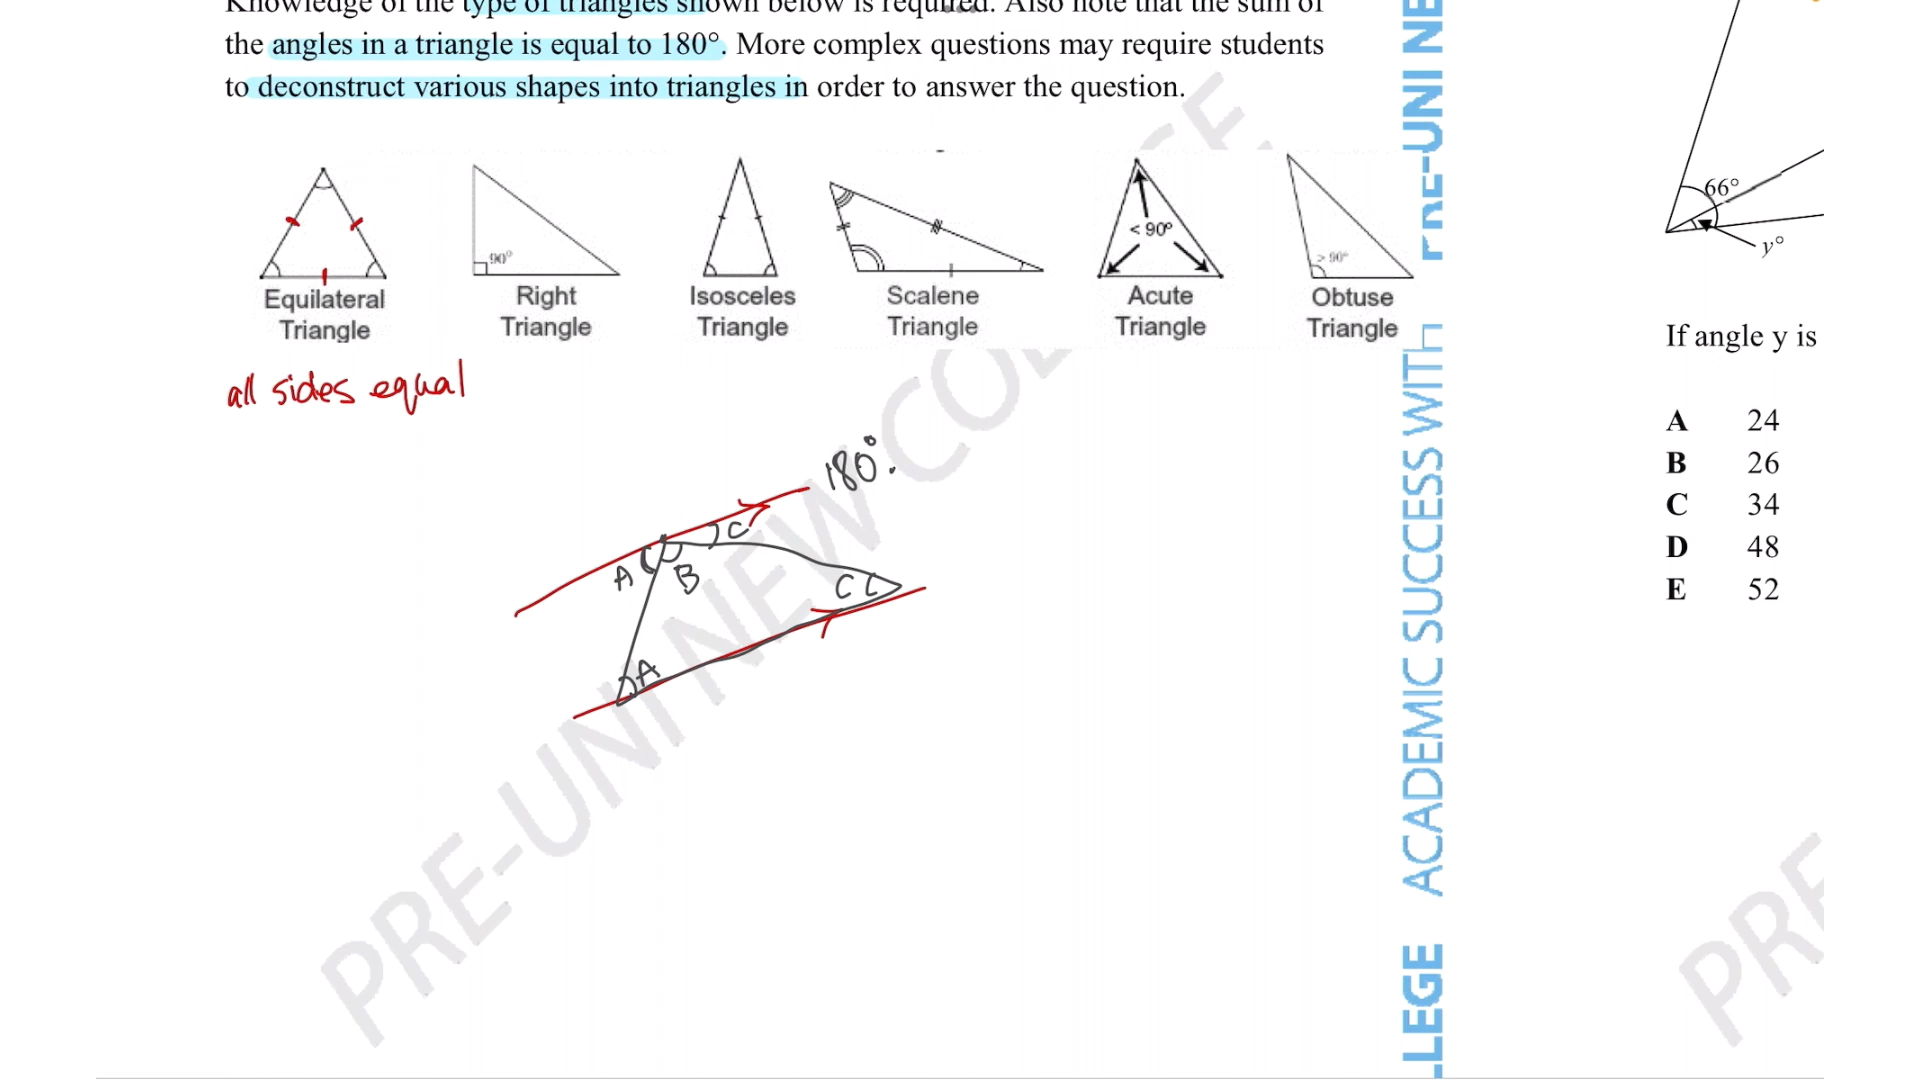 Knowledge of the type of triangles shown below is required. Also note that the sum of
the angles in a triangle is equal to 180°. More complex questions may require students
to deconstruct various shapes into triangles in order to answer the question.
90°
< 90°
> 90°
Equilateral
Triangle
Right
Triangle
Isosceles
Triangle
Scalene
Triangle
Acute
Triangle
Obtuse
Triangle
all sides equal
180°.
A
B
C
C
A
PRE-UNI NEW COLLEGE
LEGE ACADEMIC SUCCESS WITH PRE-UNI NE
66°
y°
If angle y is
A 24
B 26
C 34
D 48
E 52
PRE